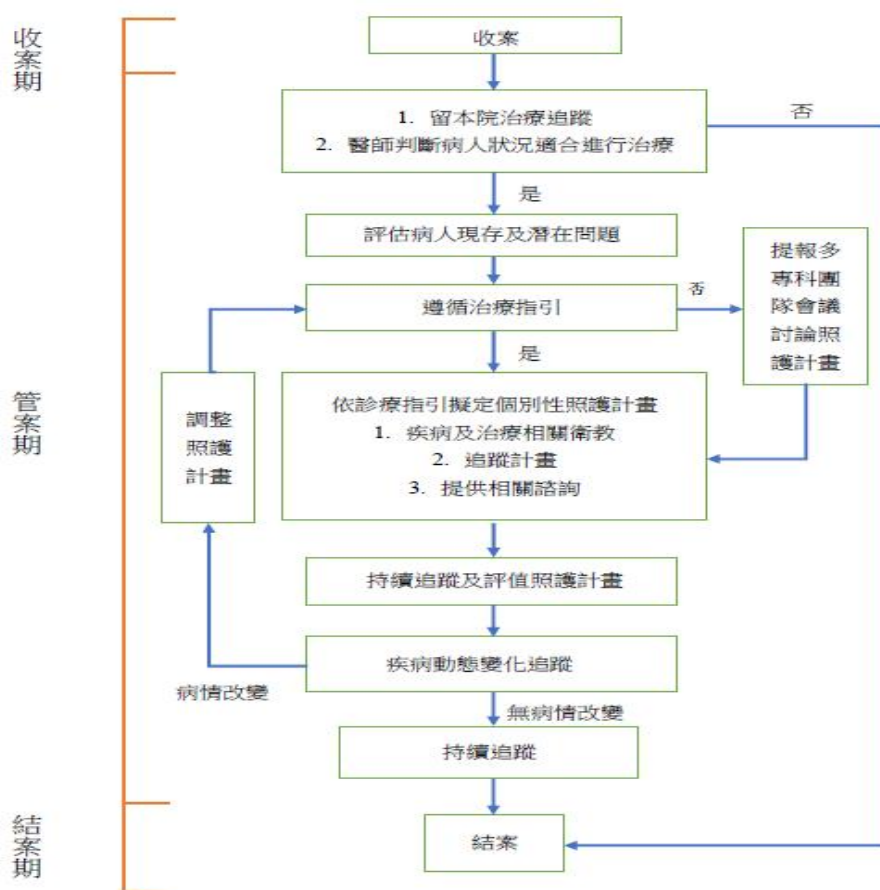 收案期
收案
1. 留本院治療追蹤
2. 醫師判斷病人狀況適合進行治療
否
是
評估病人現存及潛在問題
遵循治療指引
否
提報多
專科團
隊會議
討論照
護計畫
是
管案期
調整
照護
計畫
依診療指引擬定個別性照護計畫
1. 疾病及治療相關衛教
2. 追蹤計畫
3. 提供相關諮詢
持續追蹤及評值照護計畫
疾病動態變化追蹤
病情改變
無病情改變
持續追蹤
結案期
結案